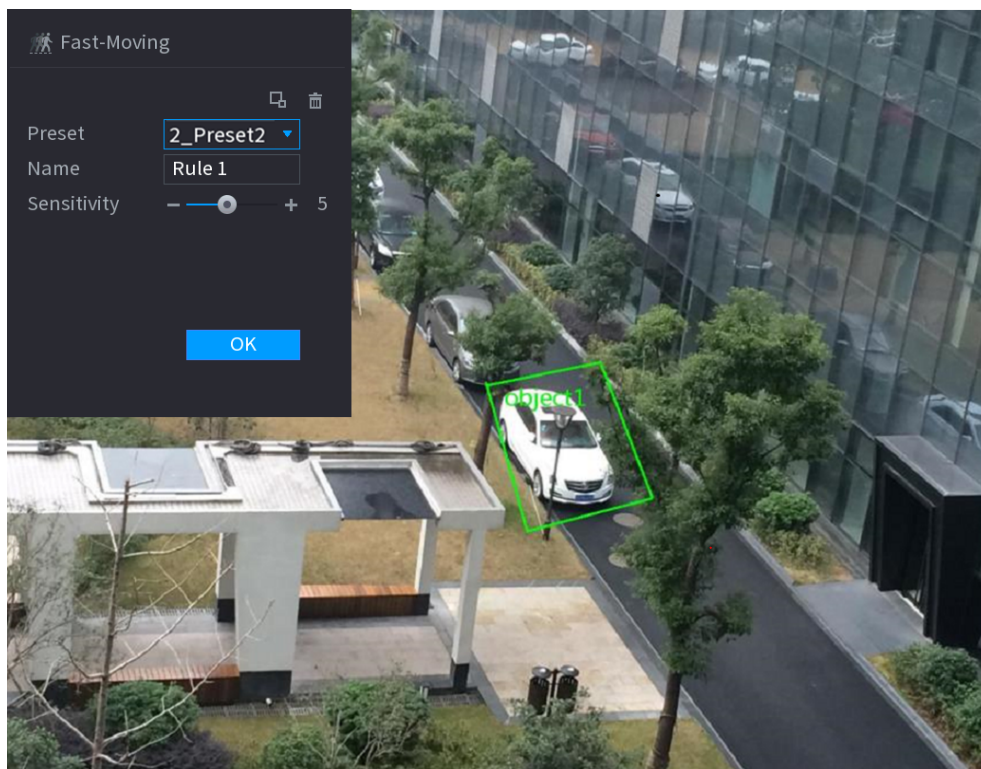 Fast-Moving
Preset 2_Preset2
Name Rule 1
Sensitivity 5
OK
object1